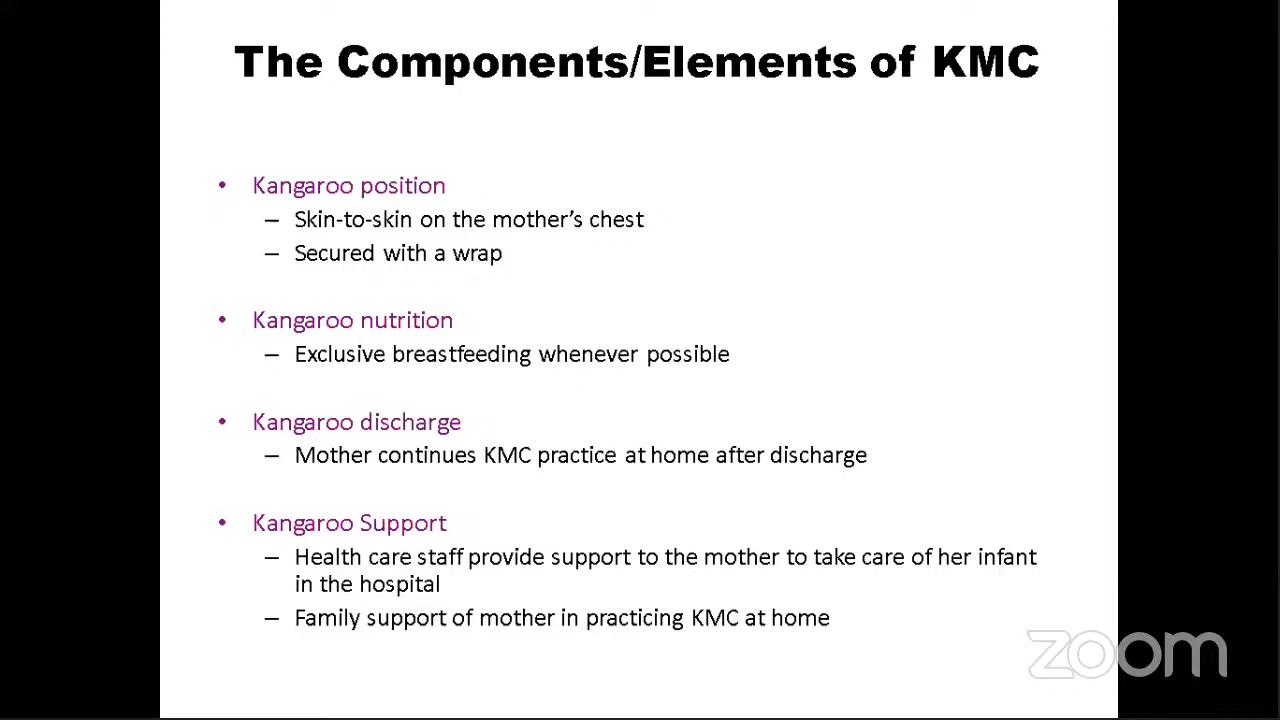 The Components/Elements of KMC
• Kangaroo position
– Skin-to-skin on the mother’s chest
– Secured with a wrap
• Kangaroo nutrition
– Exclusive breastfeeding whenever possible
• Kangaroo discharge
– Mother continues KMC practice at home after discharge
• Kangaroo Support
– Health care staff provide support to the mother to take care of her infant
in the hospital
– Family support of mother in practicing KMC at home
zoom